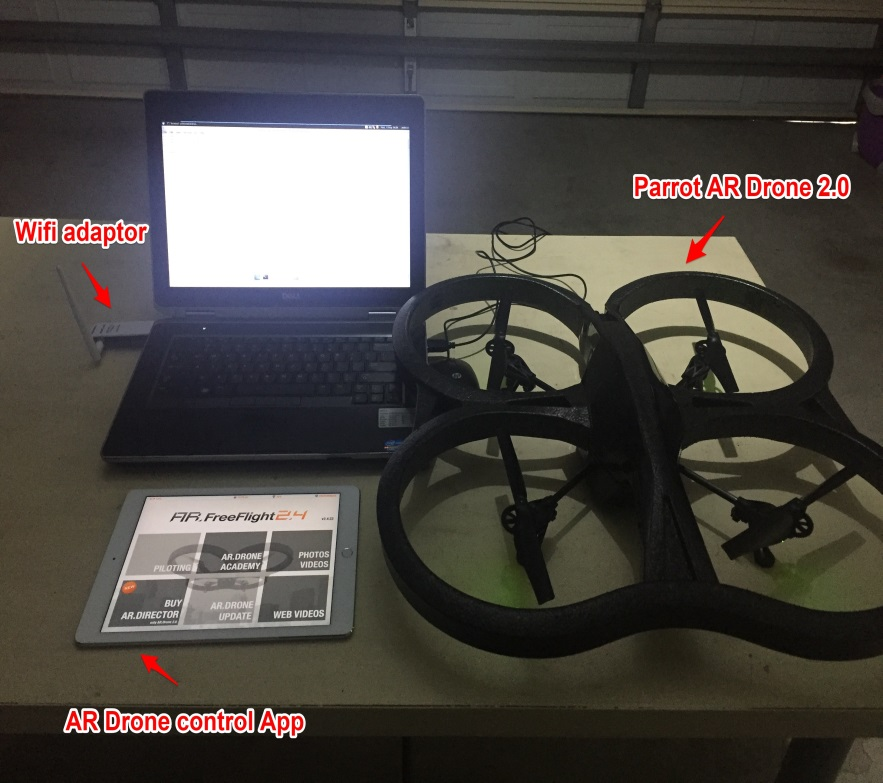 Parrot AR Drone 2.0
Wifi adaptor
DELL
AR.FreeFlight2.4
PILOTING
AR.DRONE
ACADEMY
PHOTOS
VIDEOS
BUY
AR.DIRECTOR
AR.DRONE
UPDATE
WEB VIDEOS
AR Drone control App